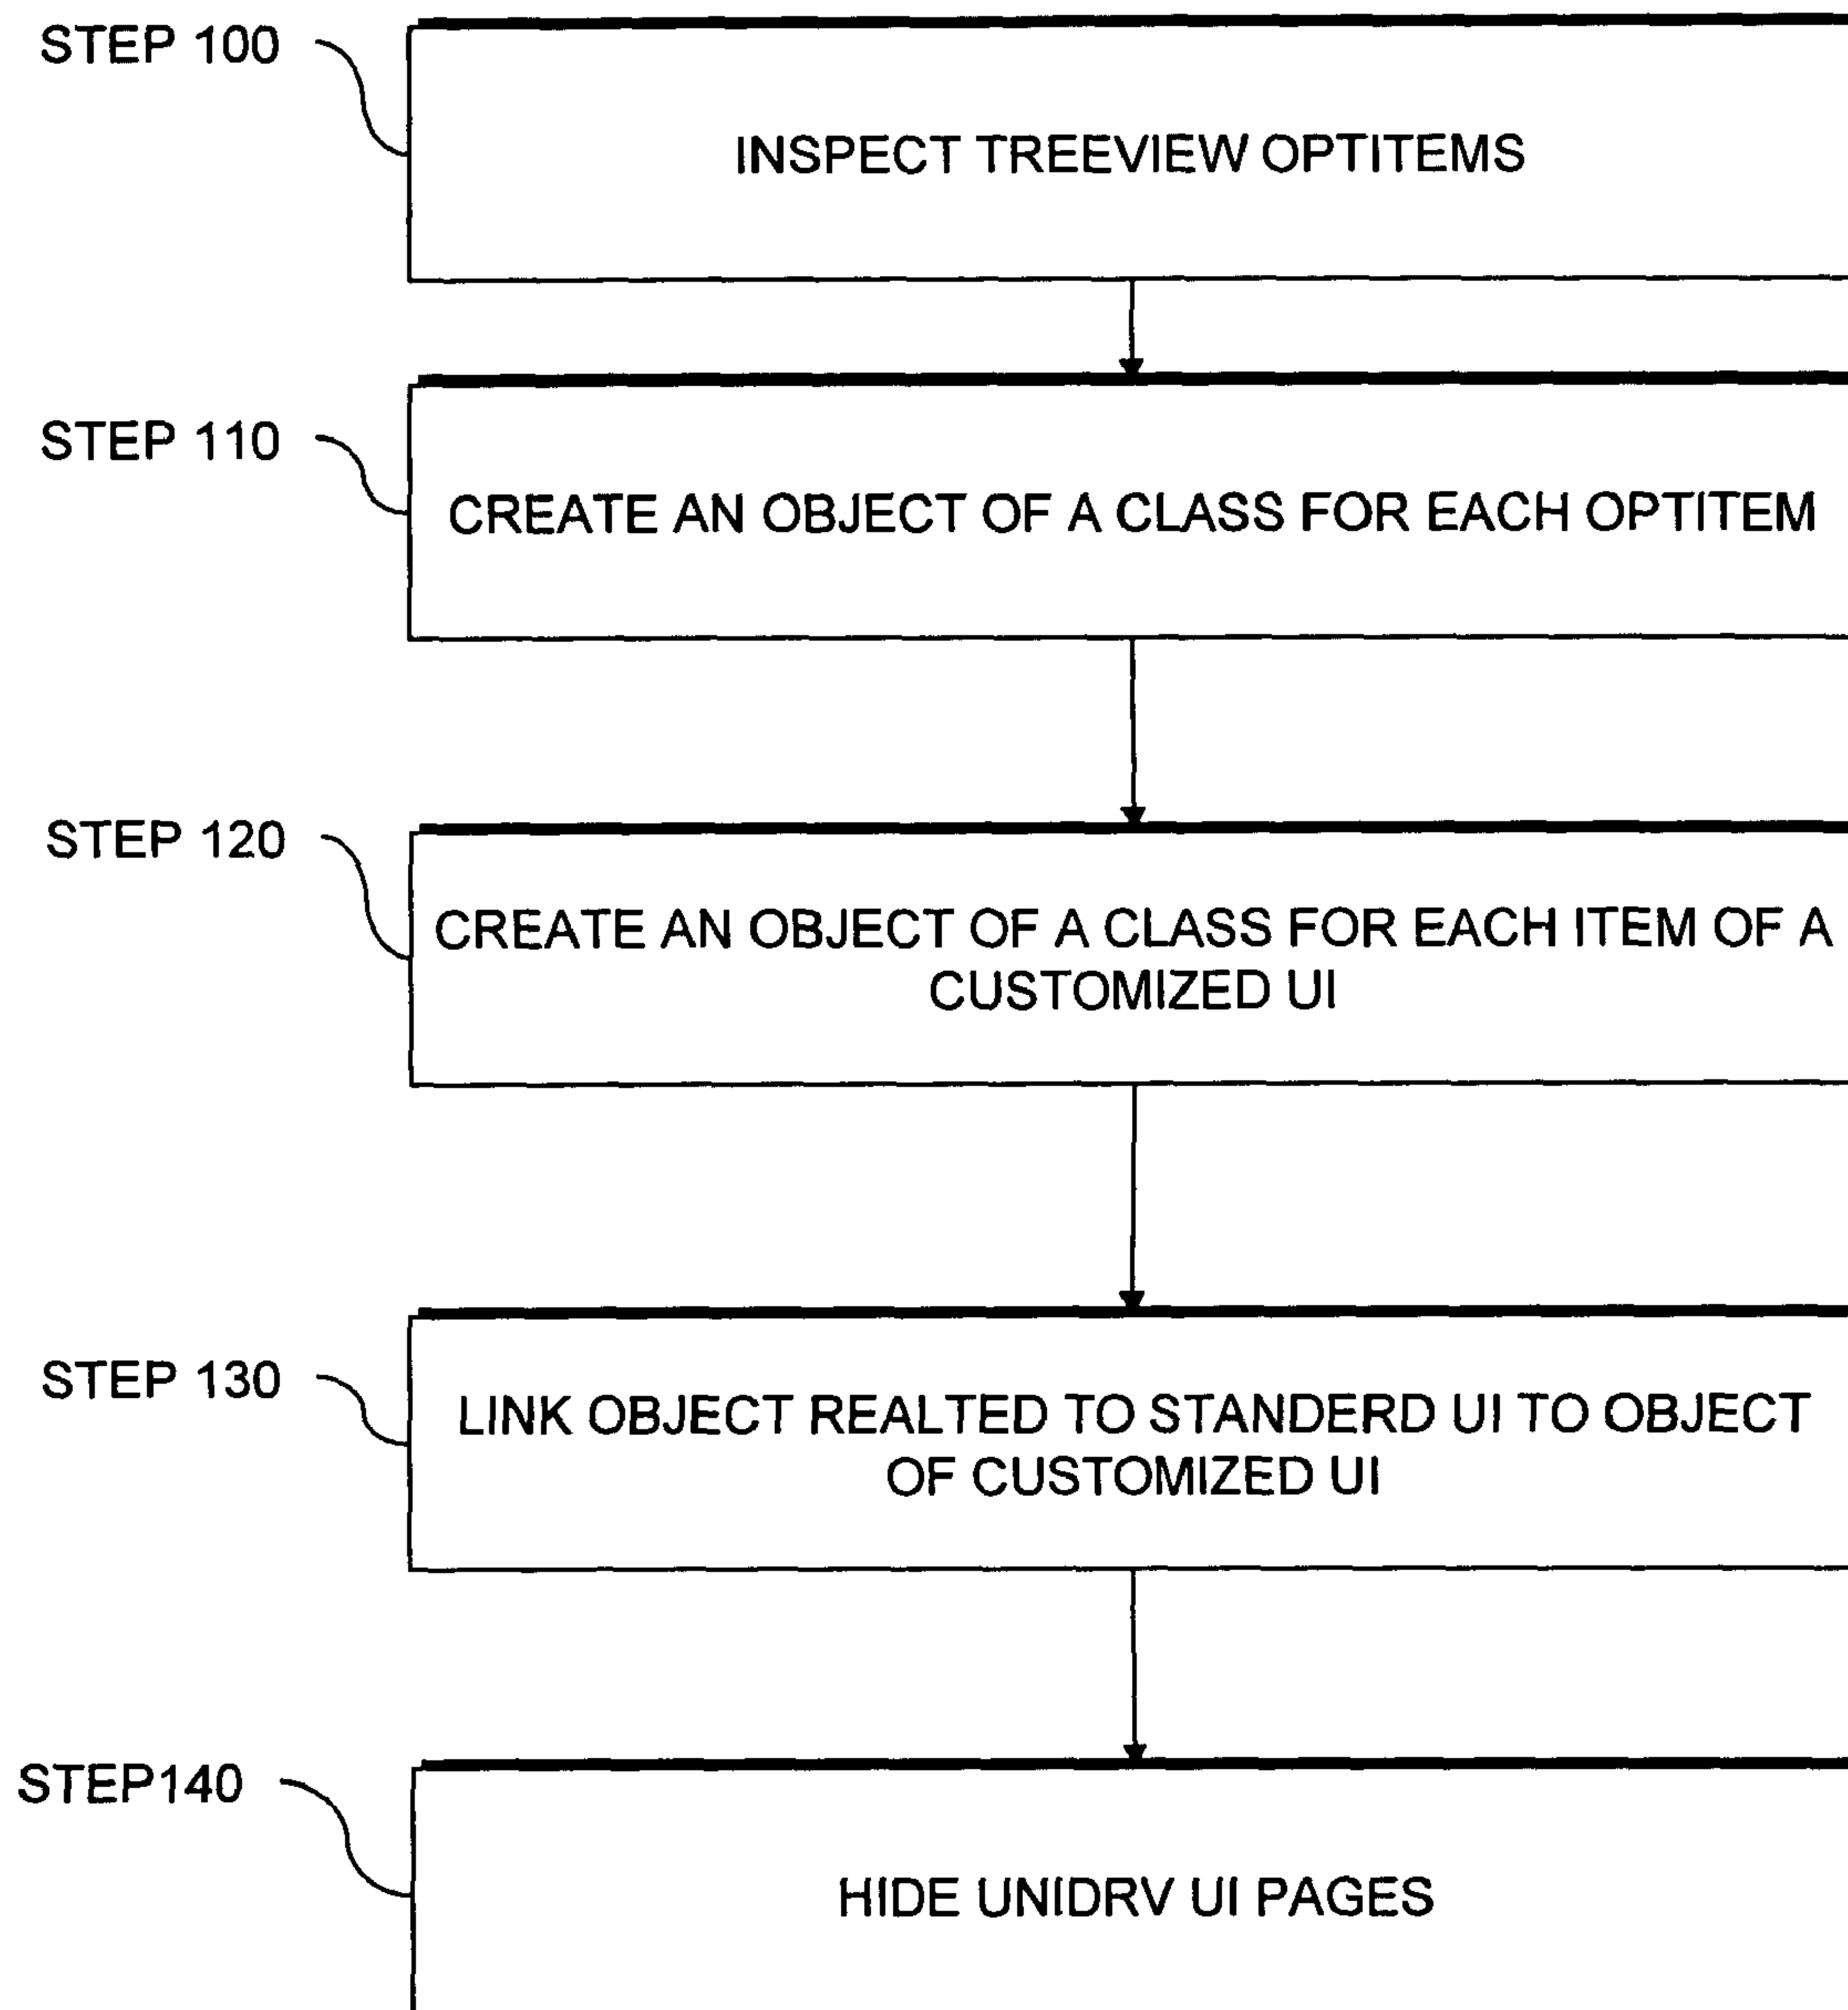 STEP 100
INSPECT TREEVIEW OPTITEMS
STEP 110
CREATE AN OBJECT OF A CLASS FOR EACH OPTITEM
STEP 120
CREATE AN OBJECT OF A CLASS FOR EACH ITEM OF A
CUSTOMIZED UI
STEP 130
LINK OBJECT REALTED TO STANDERD UI TO OBJECT
OF CUSTOMIZED UI
STEP140
HIDE UNIDRV UI PAGES